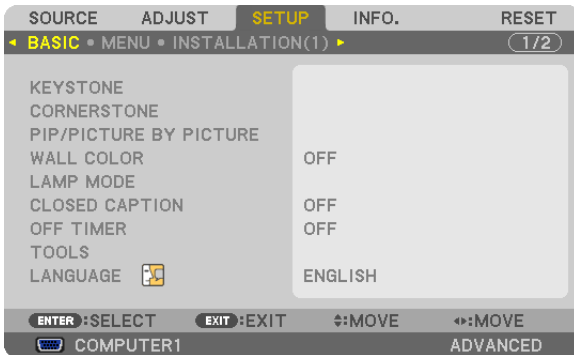 SOURCE ADJUST SETUP INFO. RESET
BASIC • MENU • INSTALLATION(1) 1/2
KEYSTONE
CORNERSTONE
PIP/PICTURE BY PICTURE
WALL COLOR OFF
LAMP MODE
CLOSED CAPTION OFF
OFF TIMER OFF
TOOLS
LANGUAGE ENGLISH
ENTER :SELECT EXIT :EXIT :MOVE :MOVE
COMPUTER1 ADVANCED